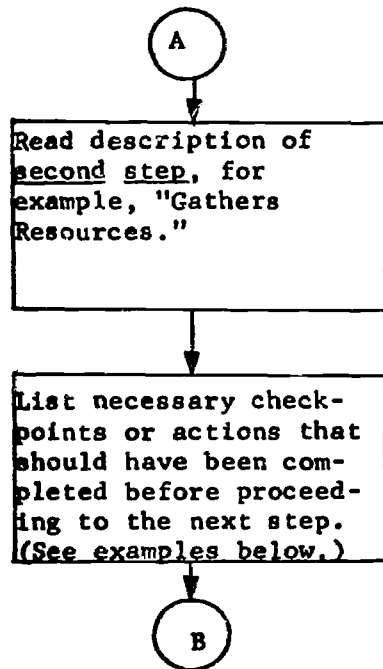 A
Read description of
second step, for
example, "Gathers
Resources."
List necessary check-
points or actions that
should have been com-
pleted before proceed-
ing to the next step.
(See examples below.)
B